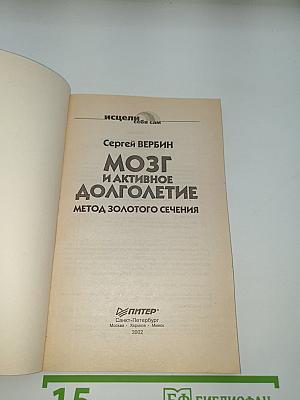 исцели
себя сам
Сергей ВЕРБИН
МОЗГ
И АКТИВНОЕ
ДОЛГОЛЕТИЕ
МЕТОД ЗОЛОТОГО СЕЧЕНИЯ
ПИТЕР
Санкт-Петербург
Москва · Харьков · Минск
2002
15
БФ БИБЛИОФАН